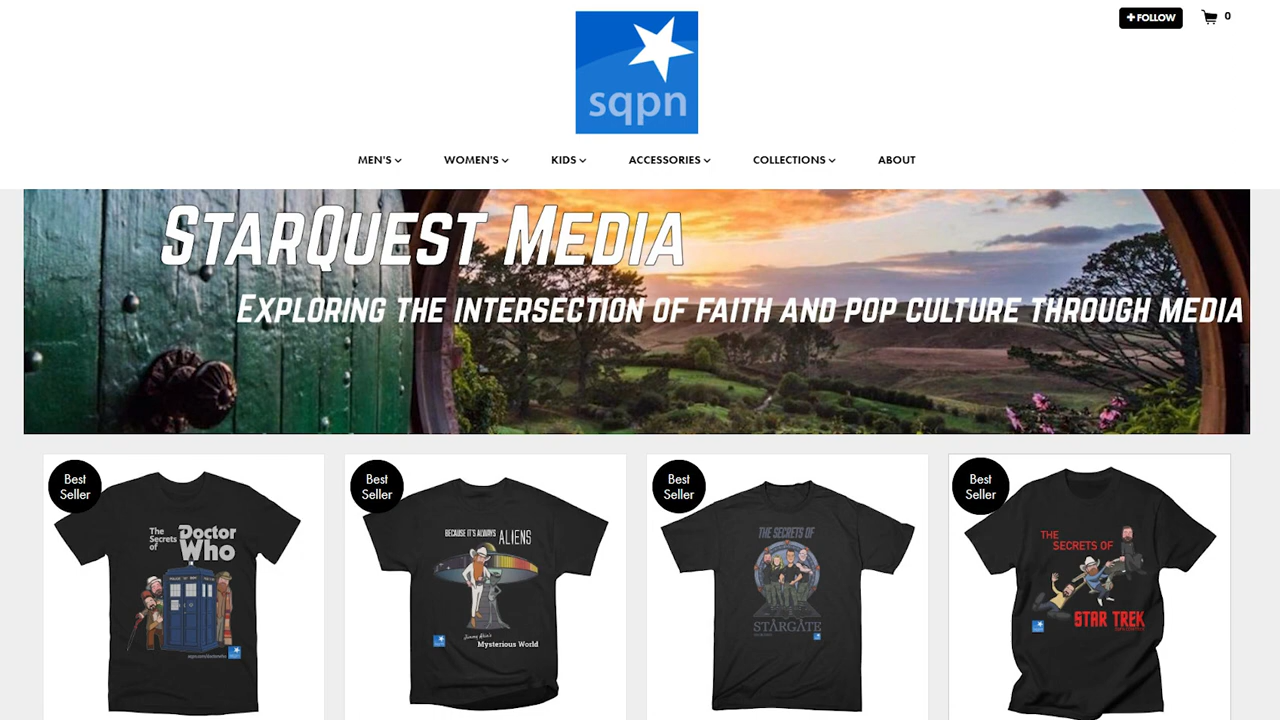 + FOLLOW
0
sqpn
MEN'S
WOMEN'S
KIDS
ACCESSORIES
COLLECTIONS
ABOUT
STARQUEST MEDIA
EXPLORING THE INTERSECTION OF FAITH AND POP CULTURE THROUGH MEDIA
Best
Seller
The
Secrets
of
Doctor
Who
Best
Seller
BECAUSE IT'S ALWAYS ALIENS
Jimmy Akin's
Mysterious World
Best
Seller
THE SECRETS OF
STARGATE
Best
Seller
THE
SECRETS OF
STAR TREK